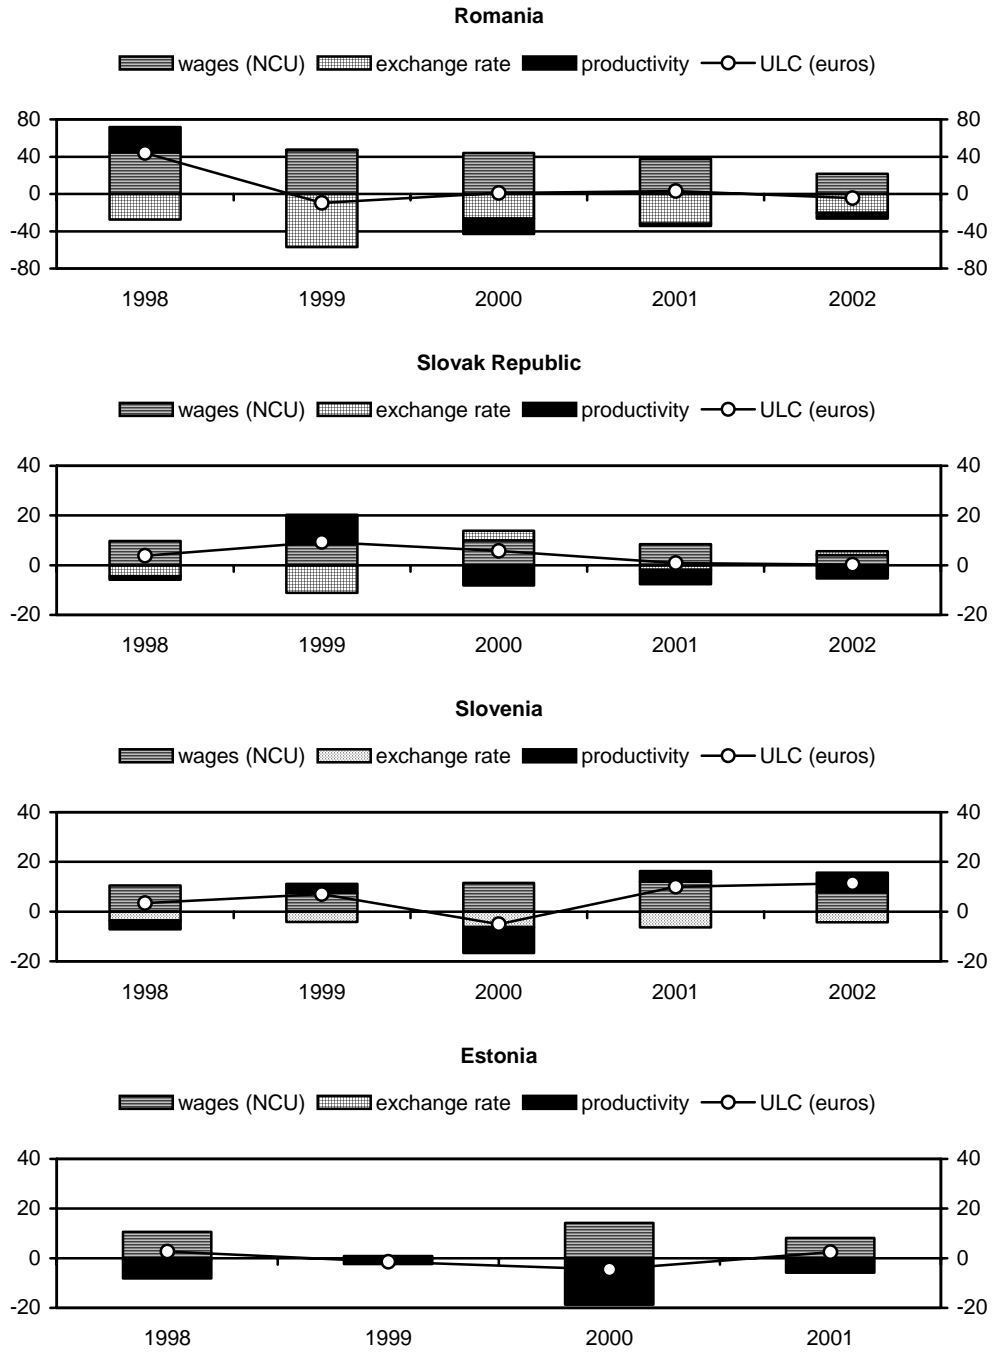 Romania
wages (NCU) exchange rate productivity ULC (euros)
80 80
40 40
0 0
-40 -40
-80 -80
1998 1999 2000 2001 2002
Slovak Republic
wages (NCU) exchange rate productivity ULC (euros)
40 40
20 20
0 0
-20 -20
1998 1999 2000 2001 2002
Slovenia
wages (NCU) exchange rate productivity ULC (euros)
40 40
20 20
0 0
-20 -20
1998 1999 2000 2001 2002
Estonia
wages (NCU) exchange rate productivity ULC (euros)
40 40
20 20
0 0
-20 -20
1998 1999 2000 2001